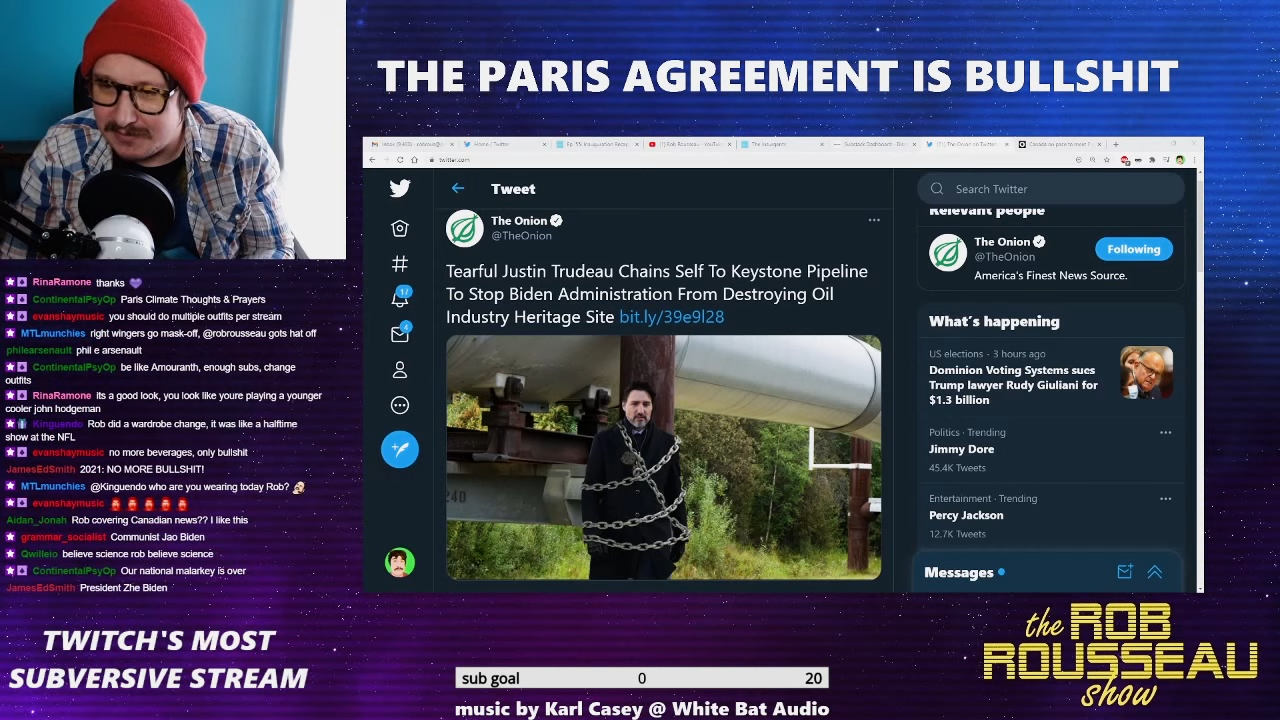 THE PARIS AGREEMENT IS BULLSHIT
Home / Twitter
The Insurgents
twitter.com
Tweet
Search Twitter
Relevant people
The Onion
@TheOnion
The Onion
@TheOnion
Following
America's Finest News Source.
Tearful Justin Trudeau Chains Self To Keystone Pipeline
To Stop Biden Administration From Destroying Oil
Industry Heritage Site bit.ly/39e9l28
17
4
240
What's happening
US elections · 3 hours ago
Dominion Voting Systems sues
Trump lawyer Rudy Giuliani for
$1.3 billion
Politics · Trending
Jimmy Dore
45.4K Tweets
Entertainment · Trending
Percy Jackson
12.7K Tweets
Messages
RinaRamone thanks
ContinentalPsyOp Paris Climate Thoughts & Prayers
evanshaymusic you should do multiple outfits per stream
MTLmunchies right wingers go mask-off, @robrousseau gots hat off
philearsenault phil e arsenault
ContinentalPsyOp be like Amouranth, enough subs, change
outfits
RinaRamone Its a good look, you look like youre playing a younger
cooler john hodgeman
Kinguendo Rob did a wardrobe change, it was like a halftime
show at the NFL
evanshaymusic no more beverages, only bullshit
JamesEdSmith 2021: NO MORE BULLSHIT!
MTLmunchies @Kinguendo who are you wearing today Rob?
evanshaymusic
Aidan_Jonah Rob covering Canadian news?? I like this
grammar_socialist Communist Jao Biden
Qwilleio believe science rob believe science
ContinentalPsyOp Our national malarkey is over
JamesEdSmith President Zhe Biden
TWITCH'S MOST
SUBVERSIVE STREAM
sub goal 0 20
music by Karl Casey @ White Bat Audio
the ROB
ROUSSEAU
show